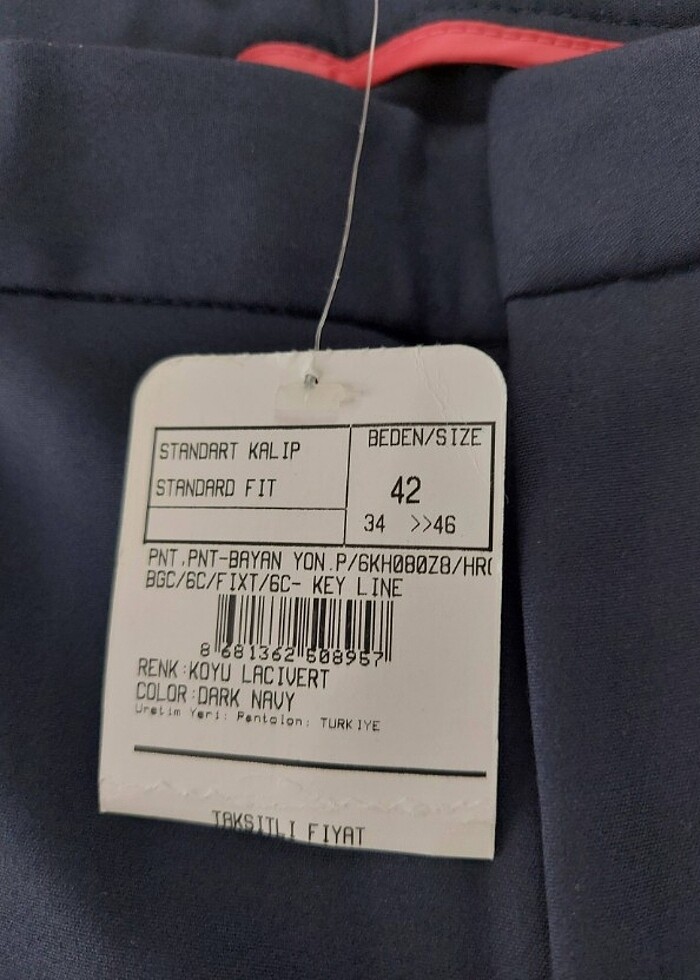 STANDART KALIP
STANDARD FIT
BEDEN/SIZE
42
34 >>46
PNT.PNT-BAYAN YON.P/6KH080Z8/HR(
BGC/6C/FIXT/6C- KEY LINE
8 681362 508957
RENK:KOYU LACIVERT
COLOR:DARK NAVY
Uretim Yeri: Pantolon: TURKIYE
TAKSITLI FIYAT